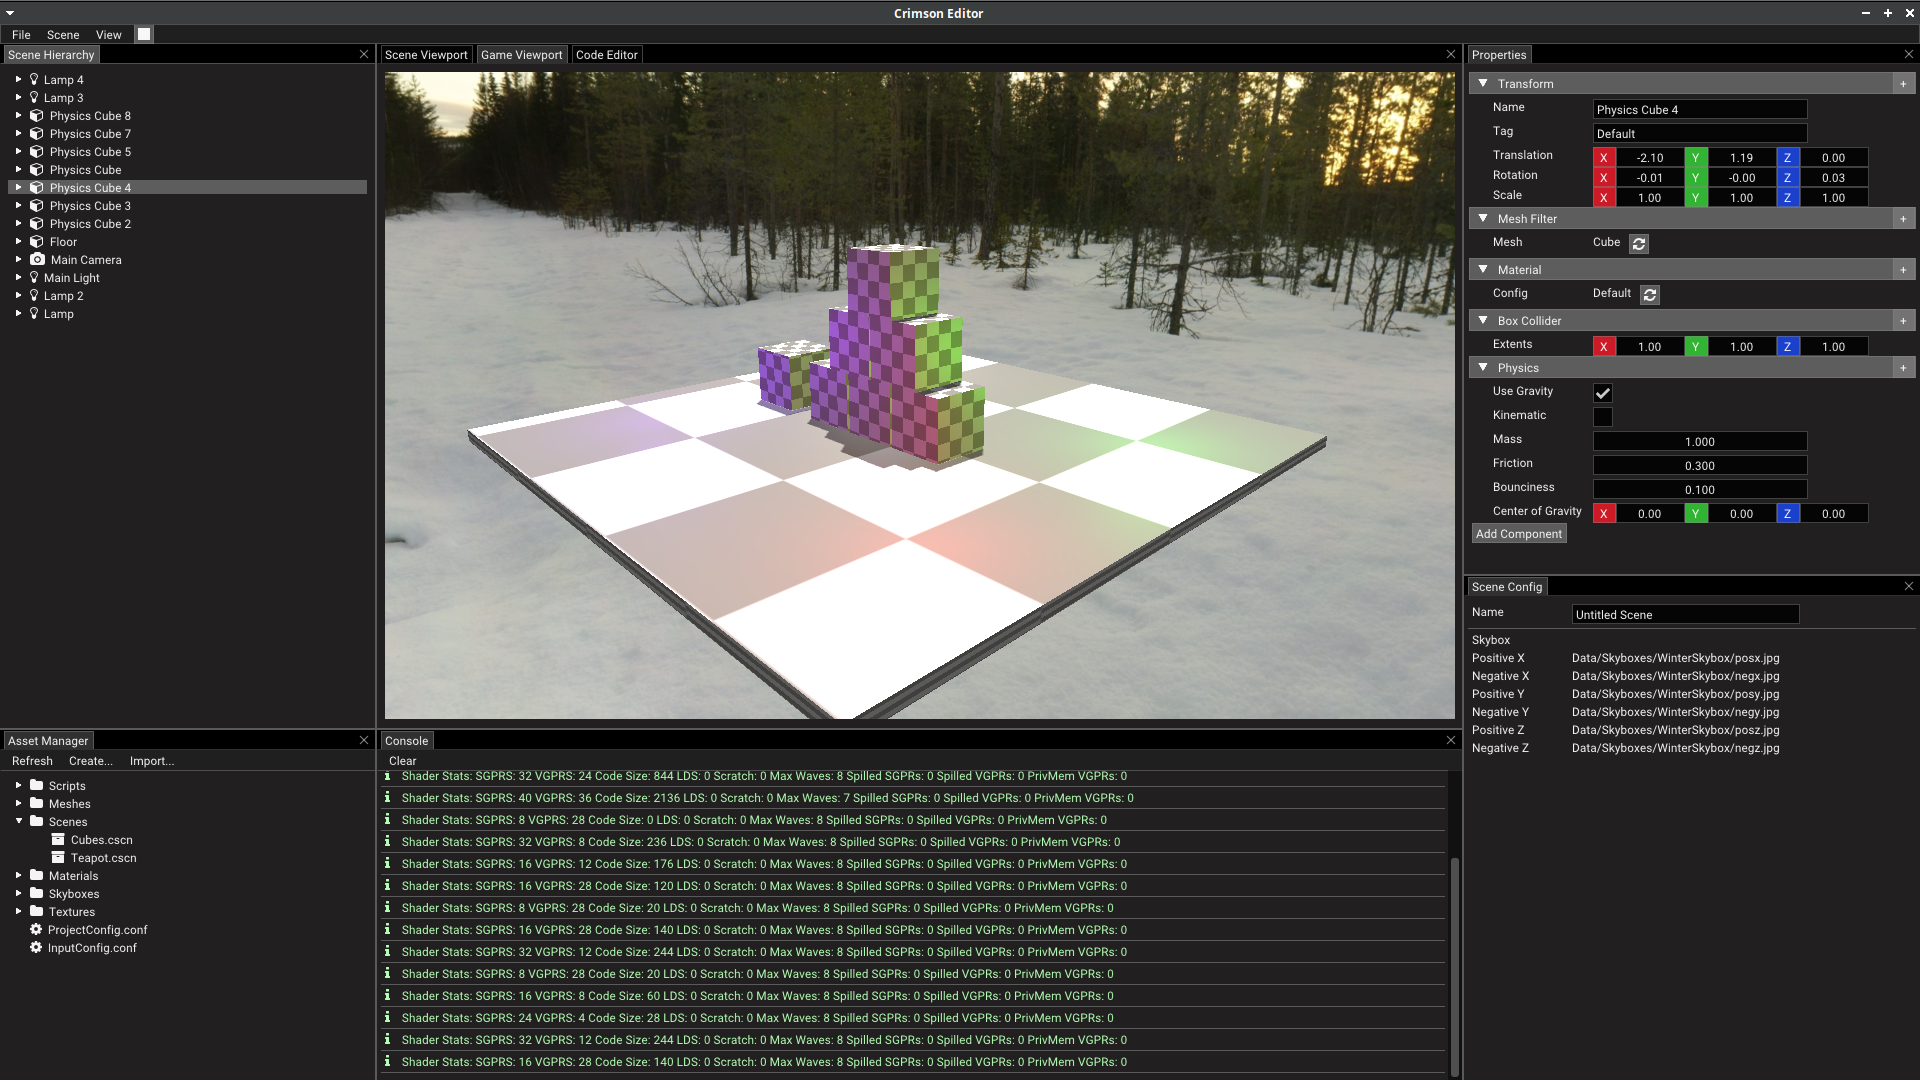 Crimson Editor
File Scene View
Scene Hierarchy
Lamp 4
Lamp 3
Physics Cube 8
Physics Cube 7
Physics Cube 5
Physics Cube
Physics Cube 4
Physics Cube 3
Physics Cube 2
Floor
Main Camera
Main Light
Lamp 2
Lamp
Scene Viewport Game Viewport Code Editor
Properties
Transform +
Name Physics Cube 4
Tag Default
Translation X -2.10 Y 1.19 Z 0.00
Rotation X -0.01 Y -0.00 Z 0.03
Scale X 1.00 Y 1.00 Z 1.00
Mesh Filter +
Mesh Cube
Material +
Config Default
Box Collider +
Extents X 1.00 Y 1.00 Z 1.00
Physics +
Use Gravity
Kinematic
Mass 1.000
Friction 0.300
Bounciness 0.100
Center of Gravity X 0.00 Y 0.00 Z 0.00
Add Component
Scene Config
Name Untitled Scene
Skybox
Positive X Data/Skyboxes/WinterSkybox/posx.jpg
Negative X Data/Skyboxes/WinterSkybox/negx.jpg
Positive Y Data/Skyboxes/WinterSkybox/posy.jpg
Negative Y Data/Skyboxes/WinterSkybox/negy.jpg
Positive Z Data/Skyboxes/WinterSkybox/posz.jpg
Negative Z Data/Skyboxes/WinterSkybox/negz.jpg
Asset Manager
Refresh Create... Import...
Scripts
Meshes
Scenes
Cubes.cscn
Teapot.cscn
Materials
Skyboxes
Textures
ProjectConfig.conf
InputConfig.conf
Console
Clear
Shader Stats: SGPRS: 32 VGPRS: 24 Code Size: 844 LDS: 0 Scratch: 0 Max Waves: 8 Spilled SGPRs: 0 Spilled VGPRs: 0 PrivMem VGPRs: 0
Shader Stats: SGPRS: 40 VGPRS: 36 Code Size: 2136 LDS: 0 Scratch: 0 Max Waves: 7 Spilled SGPRs: 0 Spilled VGPRs: 0 PrivMem VGPRs: 0
Shader Stats: SGPRS: 8 VGPRS: 28 Code Size: 0 LDS: 0 Scratch: 0 Max Waves: 8 Spilled SGPRs: 0 Spilled VGPRs: 0 PrivMem VGPRs: 0
Shader Stats: SGPRS: 32 VGPRS: 8 Code Size: 236 LDS: 0 Scratch: 0 Max Waves: 8 Spilled SGPRs: 0 Spilled VGPRs: 0 PrivMem VGPRs: 0
Shader Stats: SGPRS: 16 VGPRS: 12 Code Size: 176 LDS: 0 Scratch: 0 Max Waves: 8 Spilled SGPRs: 0 Spilled VGPRs: 0 PrivMem VGPRs: 0
Shader Stats: SGPRS: 16 VGPRS: 28 Code Size: 120 LDS: 0 Scratch: 0 Max Waves: 8 Spilled SGPRs: 0 Spilled VGPRs: 0 PrivMem VGPRs: 0
Shader Stats: SGPRS: 8 VGPRS: 28 Code Size: 20 LDS: 0 Scratch: 0 Max Waves: 8 Spilled SGPRs: 0 Spilled VGPRs: 0 PrivMem VGPRs: 0
Shader Stats: SGPRS: 16 VGPRS: 28 Code Size: 140 LDS: 0 Scratch: 0 Max Waves: 8 Spilled SGPRs: 0 Spilled VGPRs: 0 PrivMem VGPRs: 0
Shader Stats: SGPRS: 32 VGPRS: 12 Code Size: 244 LDS: 0 Scratch: 0 Max Waves: 8 Spilled SGPRs: 0 Spilled VGPRs: 0 PrivMem VGPRs: 0
Shader Stats: SGPRS: 8 VGPRS: 28 Code Size: 20 LDS: 0 Scratch: 0 Max Waves: 8 Spilled SGPRs: 0 Spilled VGPRs: 0 PrivMem VGPRs: 0
Shader Stats: SGPRS: 16 VGPRS: 8 Code Size: 60 LDS: 0 Scratch: 0 Max Waves: 8 Spilled SGPRs: 0 Spilled VGPRs: 0 PrivMem VGPRs: 0
Shader Stats: SGPRS: 24 VGPRS: 4 Code Size: 28 LDS: 0 Scratch: 0 Max Waves: 8 Spilled SGPRs: 0 Spilled VGPRs: 0 PrivMem VGPRs: 0
Shader Stats: SGPRS: 32 VGPRS: 12 Code Size: 244 LDS: 0 Scratch: 0 Max Waves: 8 Spilled SGPRs: 0 Spilled VGPRs: 0 PrivMem VGPRs: 0
Shader Stats: SGPRS: 16 VGPRS: 28 Code Size: 140 LDS: 0 Scratch: 0 Max Waves: 8 Spilled SGPRs: 0 Spilled VGPRs: 0 PrivMem VGPRs: 0